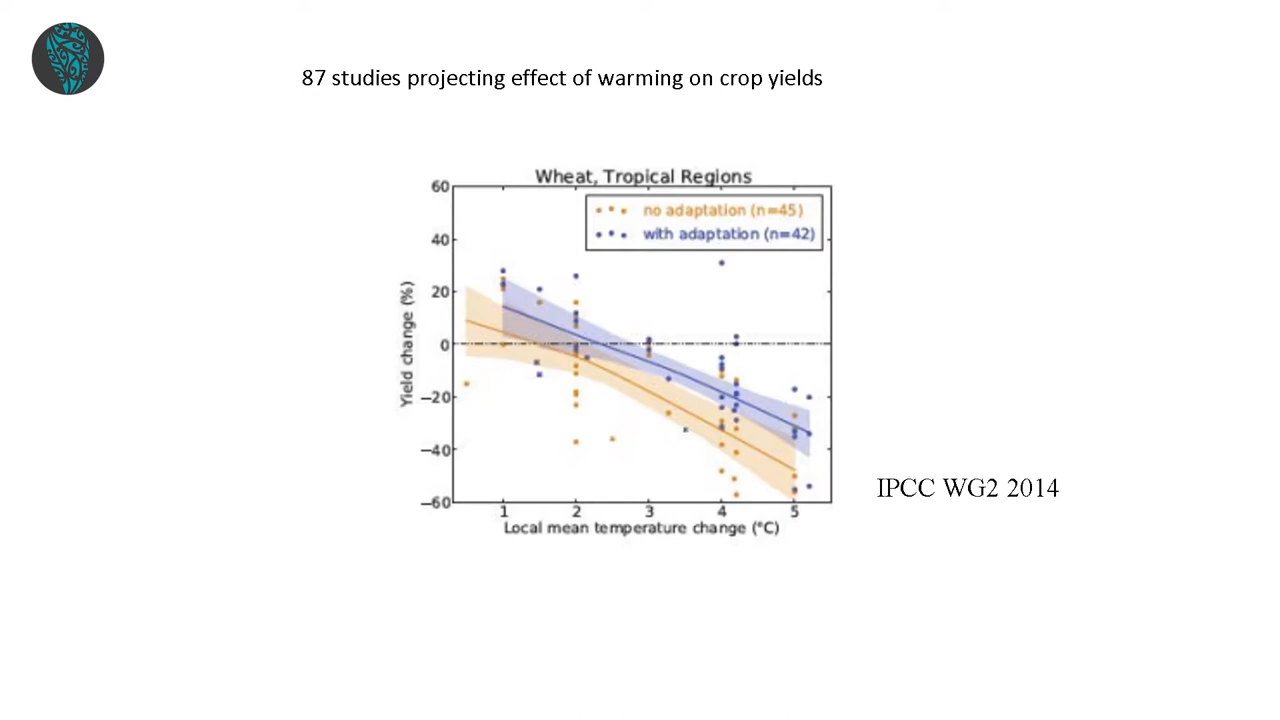 87 studies projecting effect of warming on crop yields
Wheat, Tropical Regions
60
40
20
0
−20
−40
−60
Yield change (%)
no adaptation (n=45)
with adaptation (n=42)
1 2 3 4 5
Local mean temperature change (°C)
IPCC WG2 2014